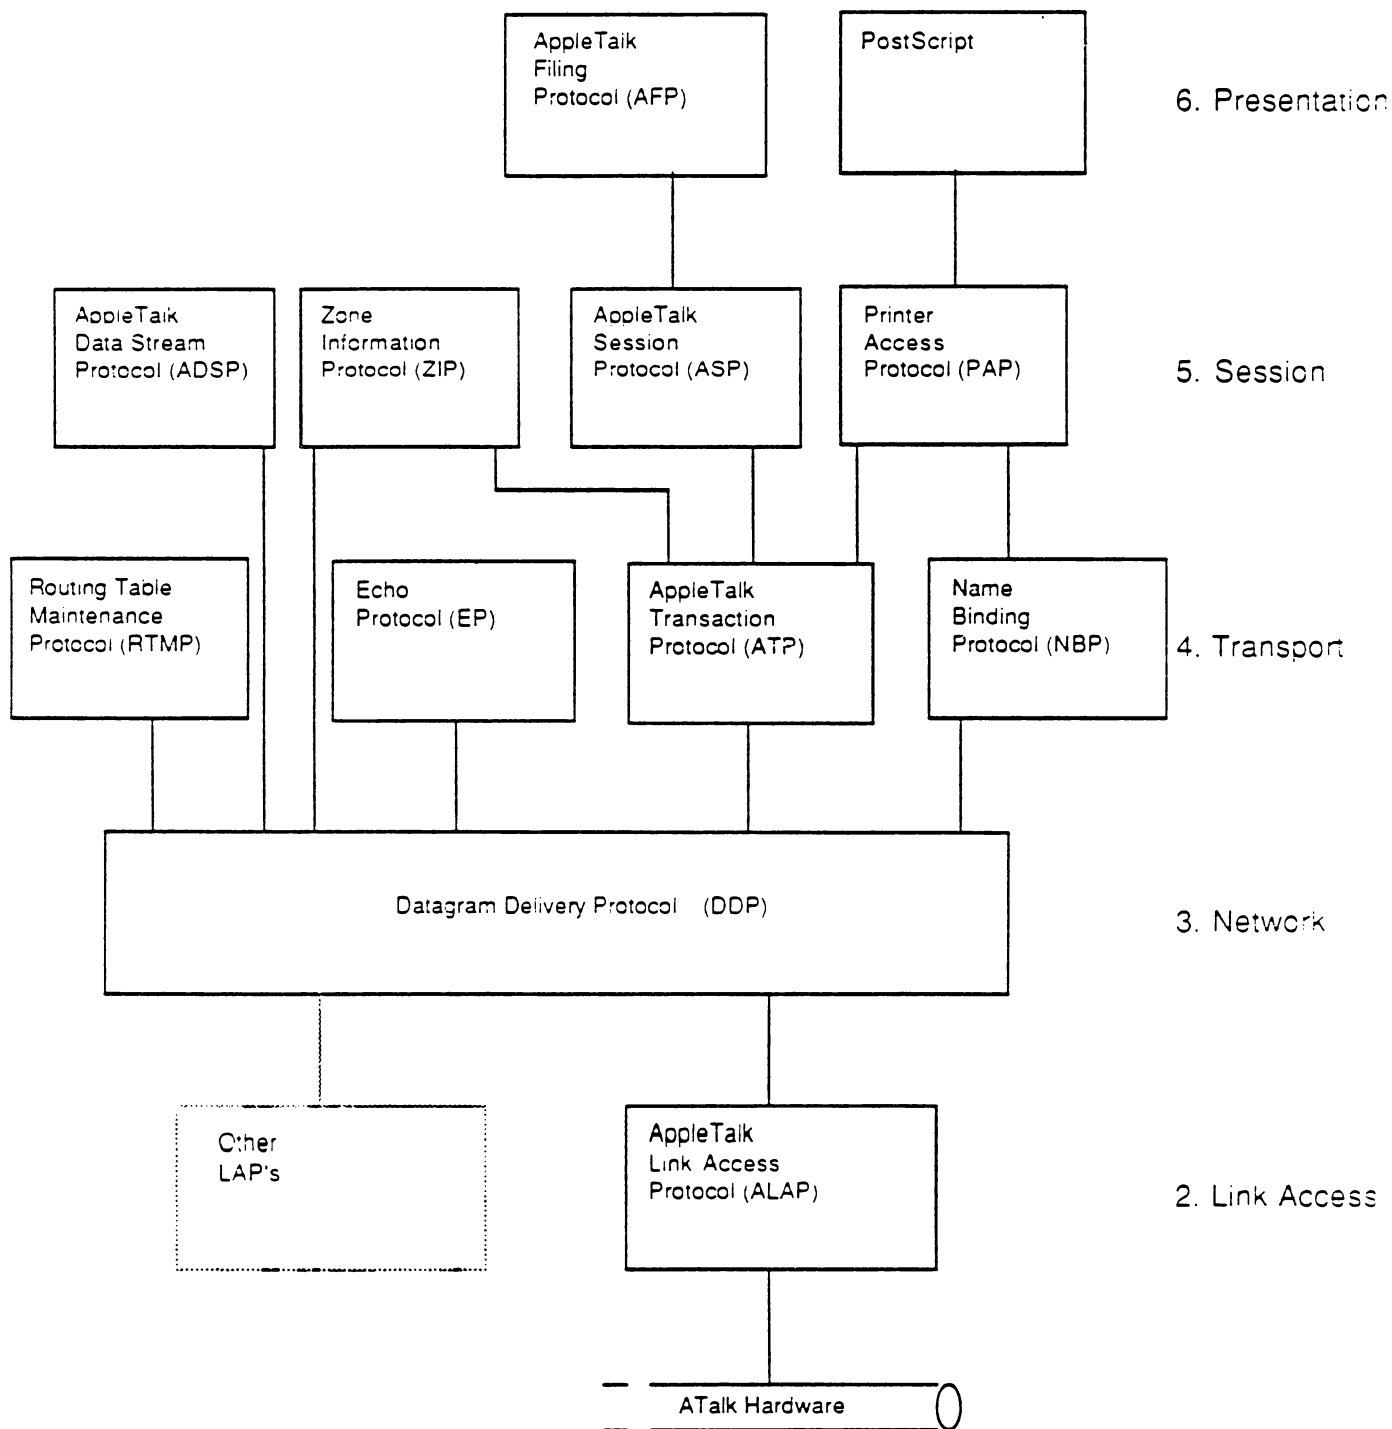 AppleTalk
Filing
Protocol (AFP)
PostScript
6. Presentation
AppleTalk
Data Stream
Protocol (ADSP)
Zone
Information
Protocol (ZIP)
AppleTalk
Session
Protocol (ASP)
Printer
Access
Protocol (PAP)
5. Session
Routing Table
Maintenance
Protocol (RTMP)
Echo
Protocol (EP)
AppleTalk
Transaction
Protocol (ATP)
Name
Binding
Protocol (NBP)
4. Transport
Datagram Delivery Protocol (DDP)
3. Network
Other
LAP's
AppleTalk
Link Access
Protocol (ALAP)
2. Link Access
ATalk Hardware